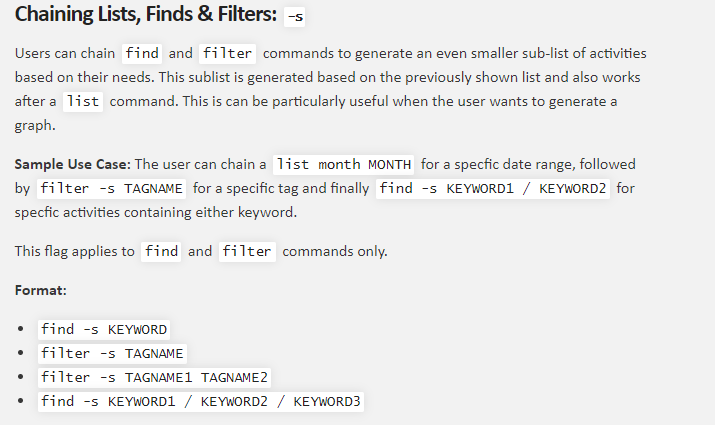 Chaining Lists, Finds & Filters: -s
Users can chain find and filter commands to generate an even smaller sub-list of activities
based on their needs. This sublist is generated based on the previously shown list and also works
after a list command. This is can be particularly useful when the user wants to generate a
graph.
Sample Use Case: The user can chain a list month MONTH for a specfic date range, followed
by filter -s TAGNAME for a specific tag and finally find -s KEYWORD1 / KEYWORD2 for
specfic activities containing either keyword.
This flag applies to find and filter commands only.
Format:
• find -s KEYWORD
• filter -s TAGNAME
• filter -s TAGNAME1 TAGNAME2
• find -s KEYWORD1 / KEYWORD2 / KEYWORD3